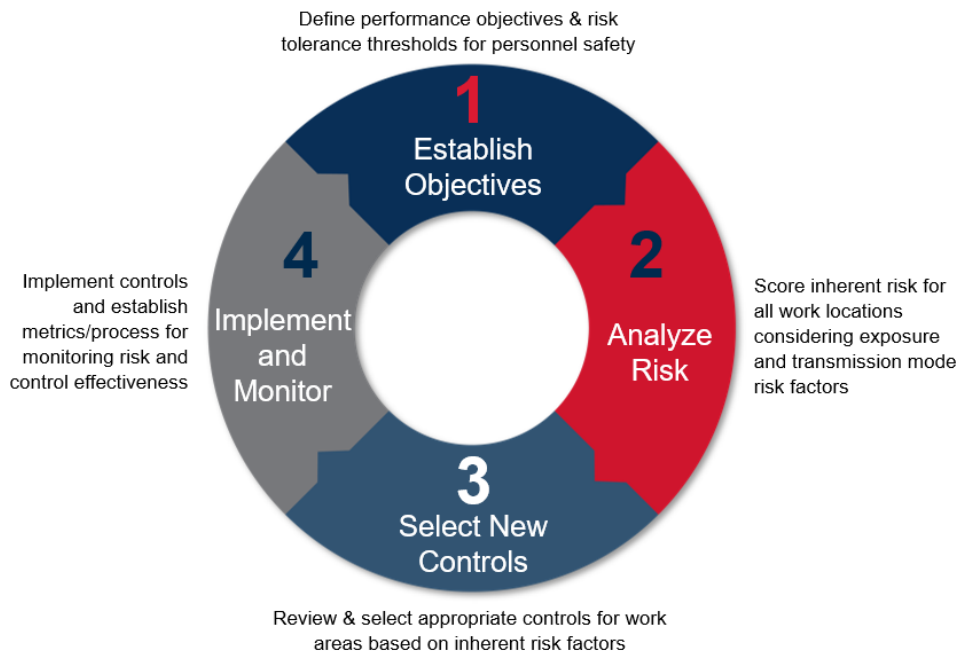 Define performance objectives & risk
tolerance thresholds for personnel safety
1
Establish
Objectives
2
Analyze
Risk
Score inherent risk for
all work locations
considering exposure
and transmission mode
risk factors
3
Select New
Controls
Review & select appropriate controls for work
areas based on inherent risk factors
4
Implement
and
Monitor
Implement controls
and establish
metrics/process for
monitoring risk and
control effectiveness